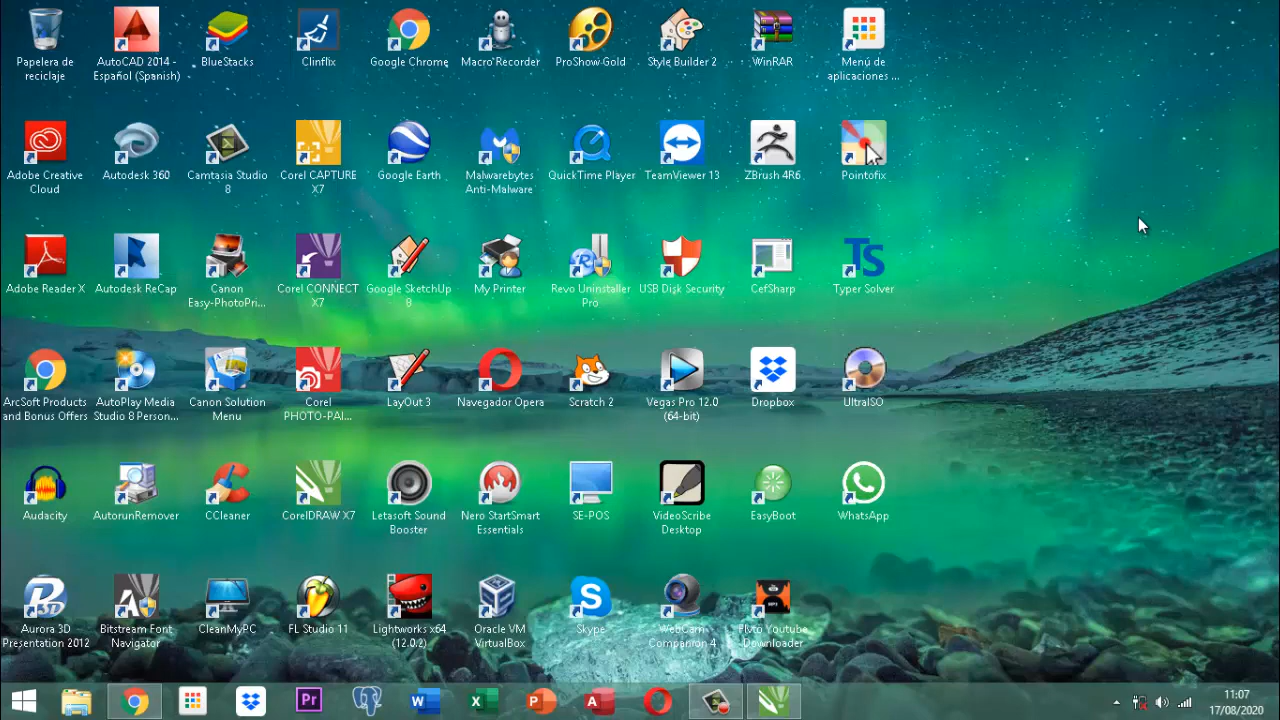 Papelera de
reciclaje
AutoCAD 2014 -
Español (Spanish)
BlueStacks
Clinflix
Google Chrome
Macro Recorder
ProShow Gold
Style Builder 2
WinRAR
Menú de
aplicaciones ...
Adobe Creative
Cloud
Autodesk 360
Camtasia Studio
8
Corel CAPTURE
X7
Google Earth
Malwarebytes
Anti-Malware
QuickTime Player
TeamViewer 13
ZBrush 4R6
Pointofix
Adobe Reader X
Autodesk ReCap
Canon
Easy-PhotoPri...
Corel CONNECT
X7
Google SketchUp
8
My Printer
Revo Uninstaller
Pro
USB Disk Security
CefSharp
TS
Typer Solver
ArcSoft Products
and Bonus Offers
AutoPlay Media
Studio 8 Person...
Canon Solution
Menu
Corel
PHOTO-PAI...
LayOut 3
Navegador Opera
Scratch 2
Vegas Pro 12.0
(64-bit)
Dropbox
UltraISO
Audacity
AutorunRemover
CCleaner
CorelDRAW X7
Letasoft Sound
Booster
Nero StartSmart
Essentials
SE-POS
VideoScribe
Desktop
EasyBoot
WhatsApp
Aurora 3D
Presentation 2012
Bitstream Font
Navigator
CleanMyPC
FL Studio 11
Lightworks x64
(12.0.2)
Oracle VM
VirtualBox
Skype
WebCam
Companion 4
Flvto Youtube
Downloader
Pr
W
X
P
A
11:07
17/08/2020